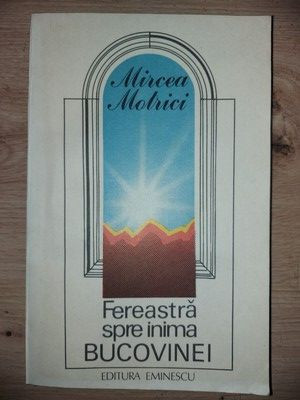 Mircea
Motrici
Fereastră
spre inima
BUCOVINEI
EDITURA EMINESCU